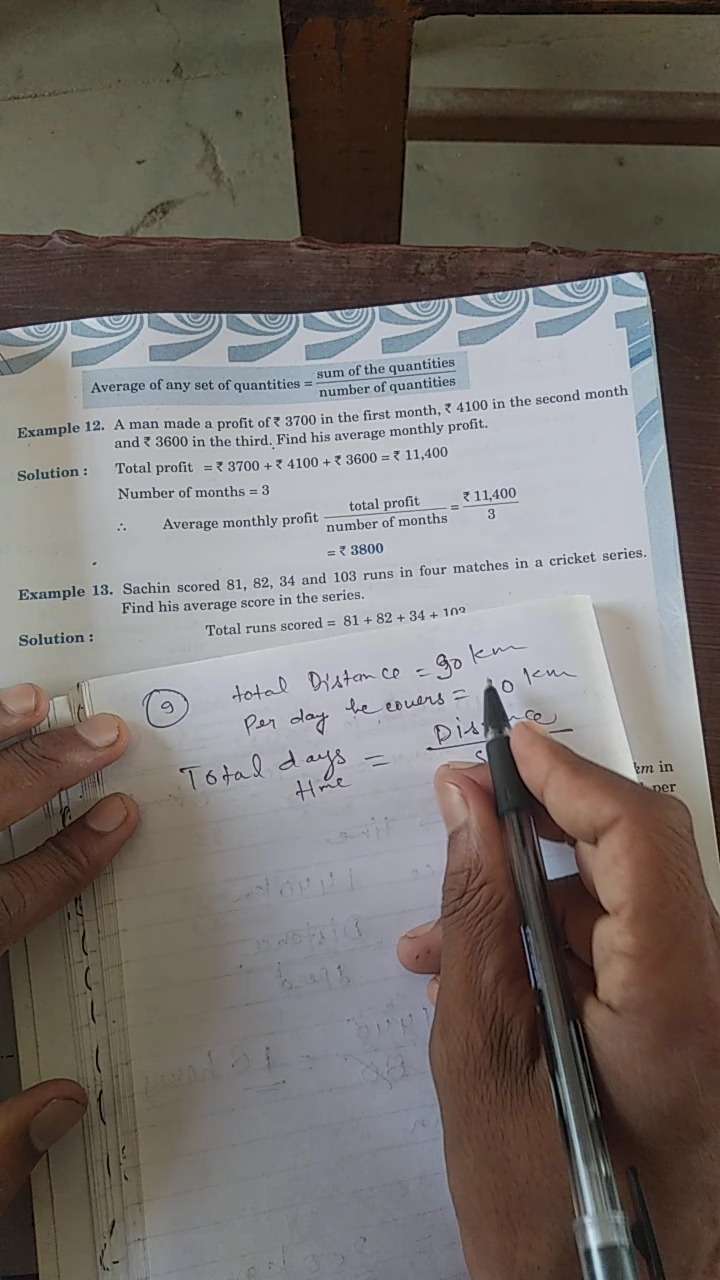 Average of any set of quantities = sum of the quantities / number of quantities
Example 12. A man made a profit of ₹ 3700 in the first month, ₹ 4100 in the second month
and ₹ 3600 in the third. Find his average monthly profit.
Solution : Total profit = ₹ 3700 + ₹ 4100 + ₹ 3600 = ₹ 11,400
Number of months = 3
∴ Average monthly profit total profit / number of months = ₹ 11,400 / 3
= ₹ 3800
Example 13. Sachin scored 81, 82, 34 and 103 runs in four matches in a cricket series.
Find his average score in the series.
Solution : Total runs scored = 81 + 82 + 34 + 103
9 total Distance = 90 km
Per day he covers = km
Total days =
time
km in
per